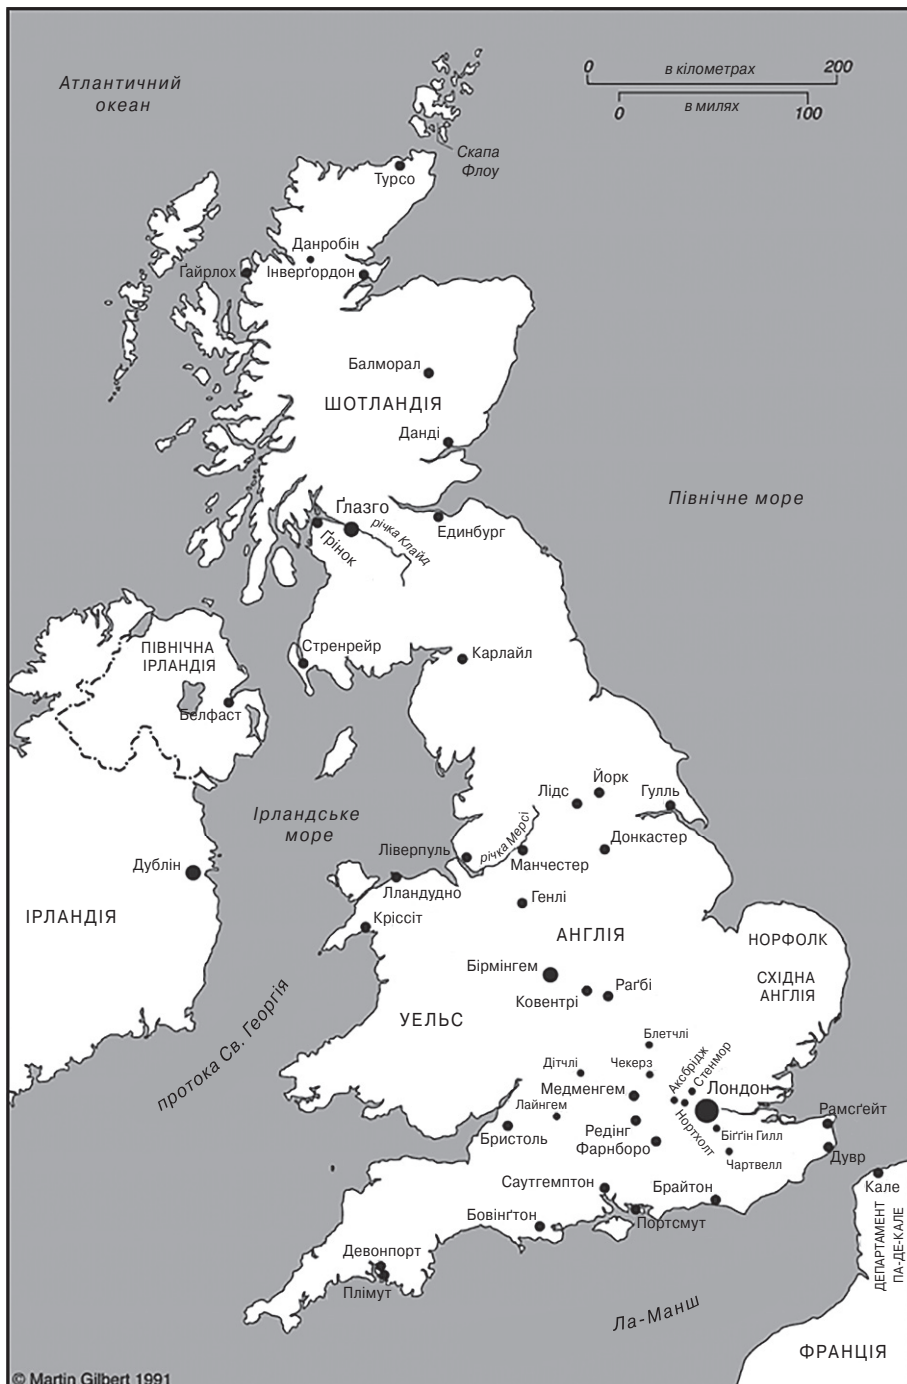 Атлантичний
океан
0
в кілометрах
200
в милях
0
100
Скапа
Флоу
Турсо
Данробін
Ґайрлох
Інверґордон
Балморал
ШОТЛАНДІЯ
Данді
Північне море
Ґлазго
річка Клайд
Единбург
Ґрінок
Стренрейр
Карлайл
ПІВНІЧНА
ІРЛАНДІЯ
Белфаст
Йорк
Лідс
Гулль
Ірландське
море
річка Мерсі
Донкастер
Ліверпуль
Манчестер
Дублін
Лландудно
Генлі
Кріссіт
ІРЛАНДІЯ
АНГЛІЯ
НОРФОЛК
Бірмінгем
СХІДНА
АНГЛІЯ
Раґбі
Ковентрі
протока Св. Георгія
УЕЛЬС
Блетчлі
Дітчлі
Чекерз
Аксбрідж
Стенмор
Медменгем
Лондон
Лайнгем
Рамсґейт
Редінг
Нортхолт
Біґґін Гилл
Бристоль
Фарнборо
Чартвелл
Дувр
Саутгемптон
Брайтон
Кале
Бовінґтон
Портсмут
ДЕПАРТАМЕНТ
ПА-ДЕ-КАЛЕ
Девонпорт
Плімут
Ла-Манш
ФРАНЦІЯ
© Martin Gilbert 1991